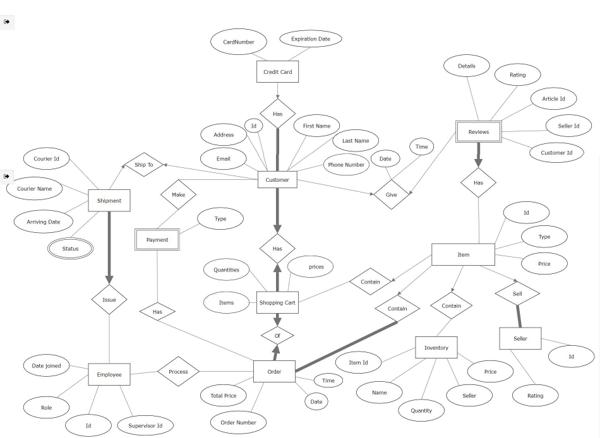 CardNumber
Expiration Date
Credit Card
Details
Rating
Article Id
Seller Id
Customer Id
Reviews
Has
Id
First Name
Address
Last Name
Email
Phone Number
Date
Time
Courier Id
Ship To
Customer
Give
Has
Courier Name
Make
Shipment
Arriving Date
Type
Id
Status
Payment
Has
Item
Type
Price
Quantities
prices
Contain
Sell
Items
Shopping Cart
Contain
Contain
Issue
Has
Of
Seller
Id
Inventory
Item Id
Date joined
Employee
Process
Order
Time
Price
Role
Total Price
Date
Name
Seller
Rating
Id
Supervisor Id
Order Number
Quantity